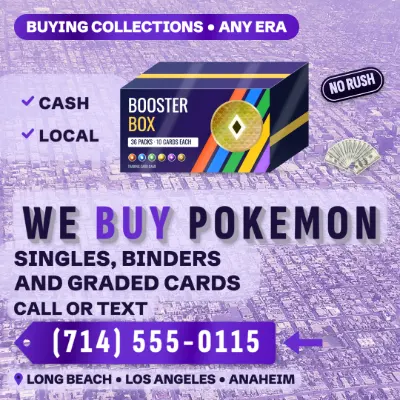 BUYING COLLECTIONS • ANY ERA
NO RUSH
CASH
LOCAL
BOOSTER
BOX
36 PACKS · 10 CARDS EACH
WE BUY POKEMON
SINGLES, BINDERS
AND GRADED CARDS
CALL OR TEXT
(714) 555-0115
LONG BEACH • LOS ANGELES • ANAHEIM